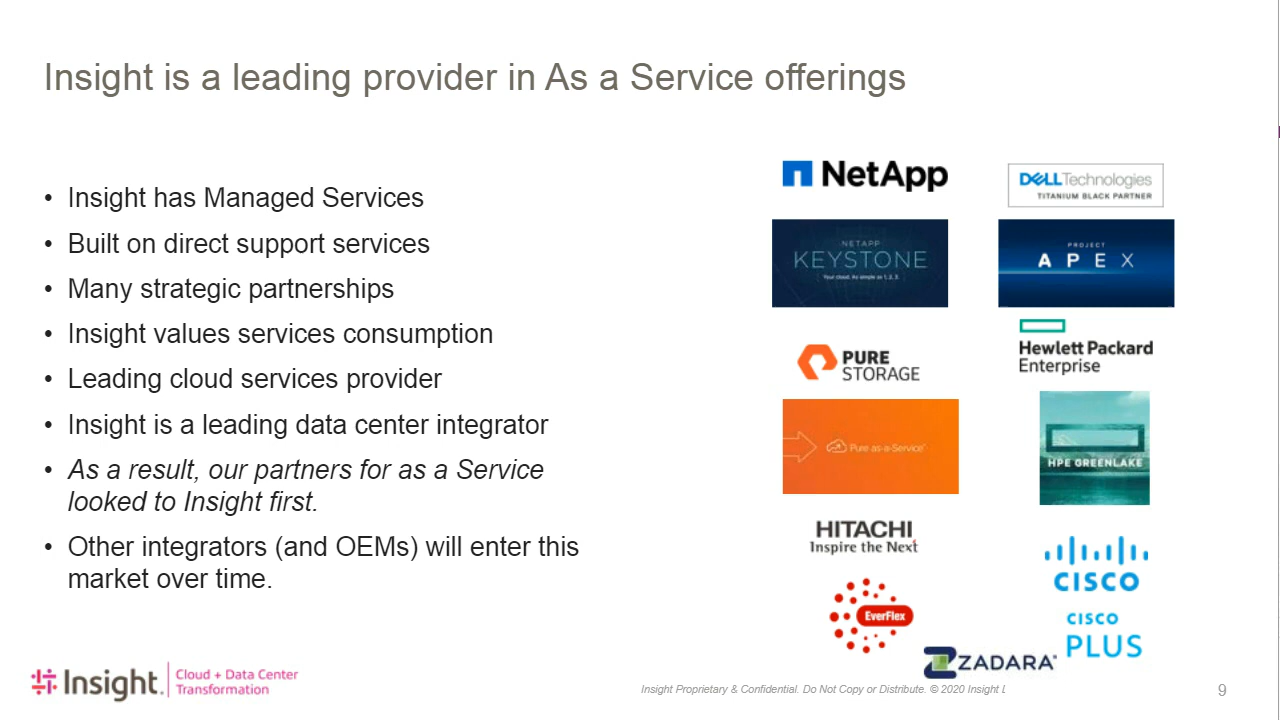 Insight is a leading provider in As a Service offerings
• Insight has Managed Services
• Built on direct support services
• Many strategic partnerships
• Insight values services consumption
• Leading cloud services provider
• Insight is a leading data center integrator
• As a result, our partners for as a Service
looked to Insight first.
• Other integrators (and OEMs) will enter this
market over time.
NetApp
DELLTechnologies
TITANIUM BLACK PARTNER
NETAPP
KEYSTONE
Your cloud. As simple as 1, 2, 3.
PROJECT
APEX
PURE
STORAGE
Hewlett Packard
Enterprise
Pure as-a-Service
HPE GREENLAKE
HITACHI
Inspire the Next
CISCO
EverFlex
CISCO
PLUS
ZADARA
Insight.
Cloud + Data Center
Transformation
Insight Proprietary & Confidential. Do Not Copy or Distribute. © 2020 Insight
9